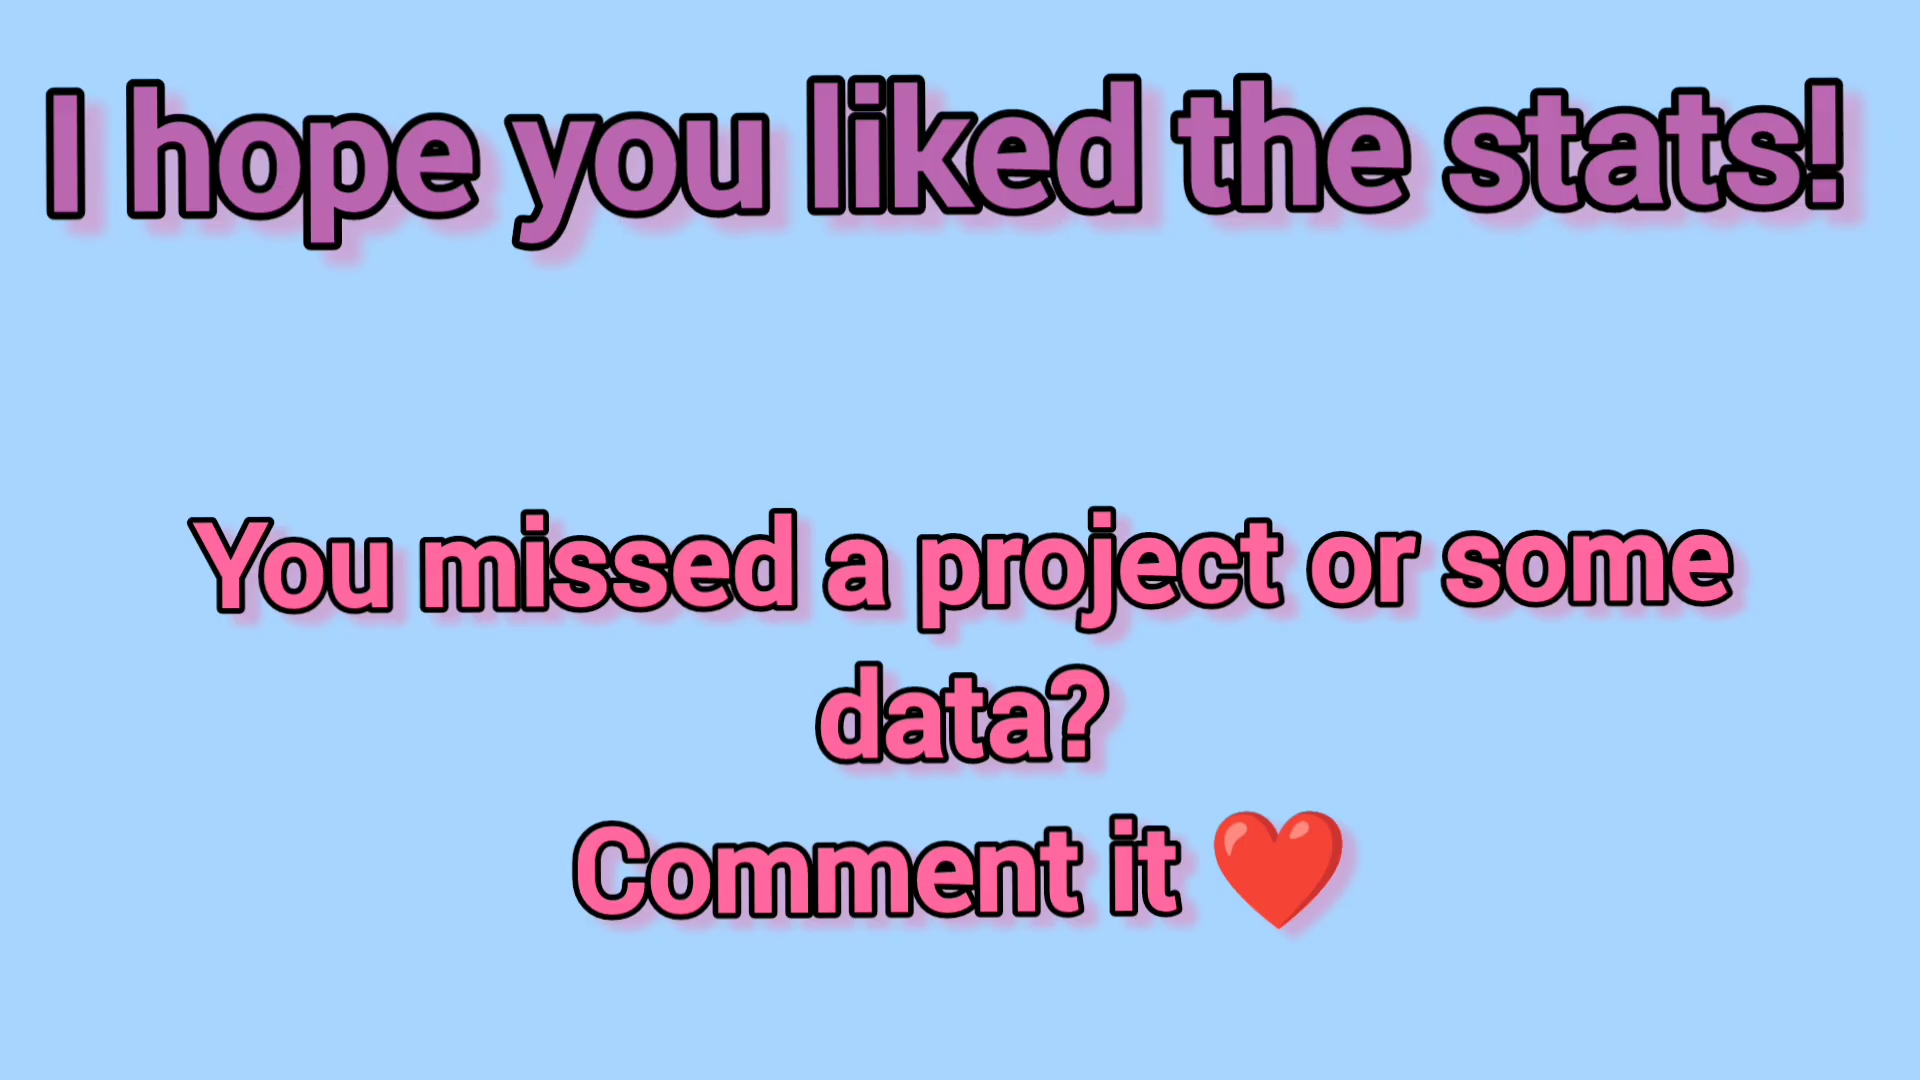 I hope you liked the stats!
You missed a project or some
data?
Comment it ❤️